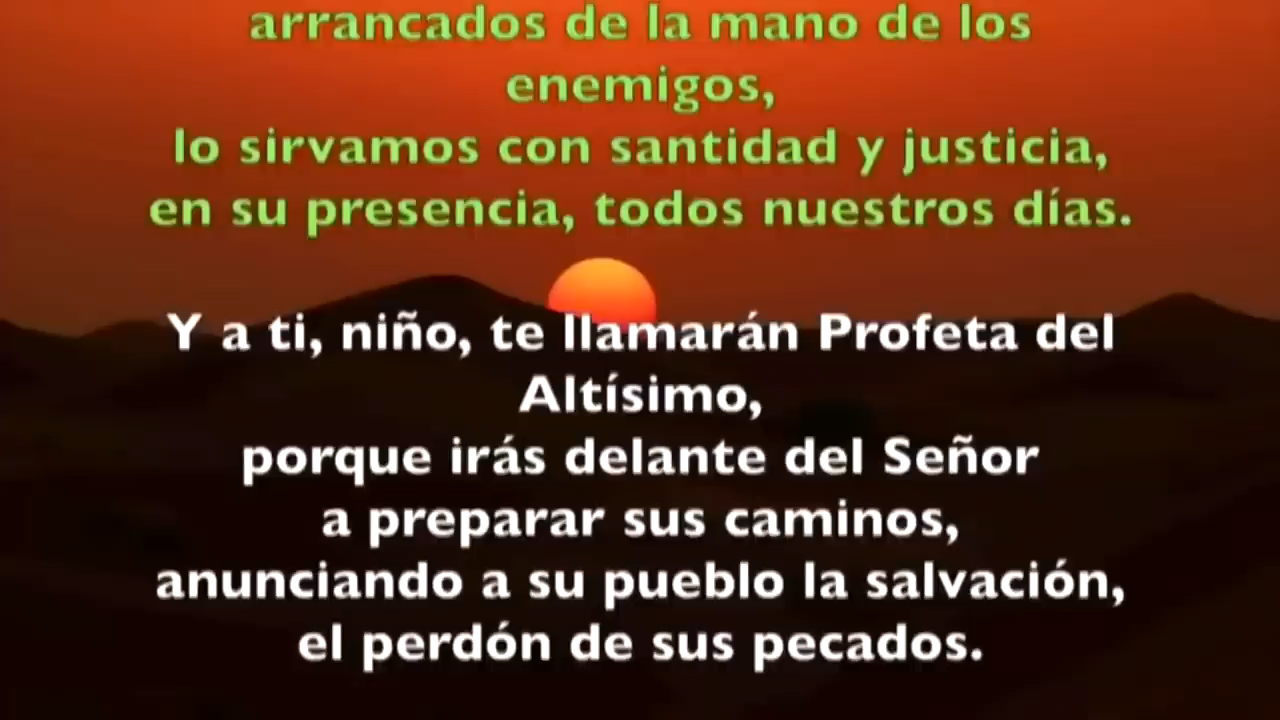 arrancados de la mano de los
enemigos,
lo sirvamos con santidad y justicia,
en su presencia, todos nuestros días.
Y a ti, niño, te llamarán Profeta del
Altísimo,
porque irás delante del Señor
a preparar sus caminos,
anunciando a su pueblo la salvación,
el perdón de sus pecados.